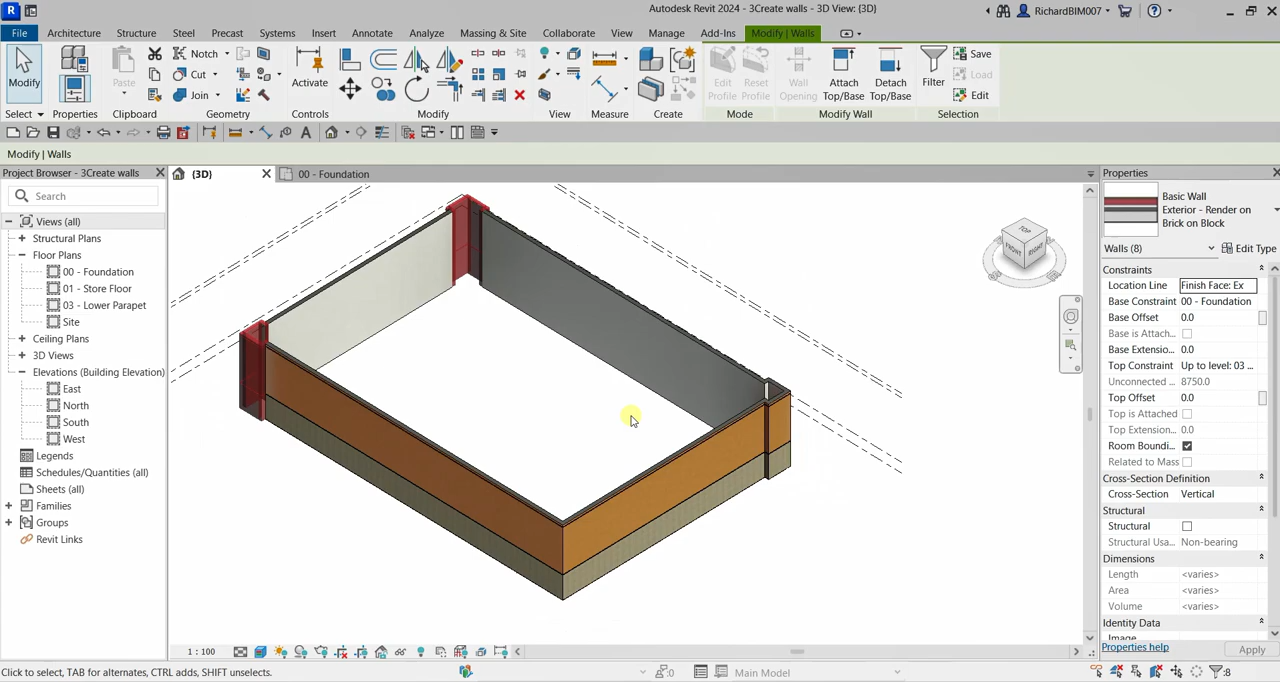 R
Autodesk Revit 2024 - 3Create walls - 3D View: {3D}
RichardBIM007
File
Architecture
Structure
Steel
Precast
Systems
Insert
Annotate
Analyze
Massing & Site
Collaborate
View
Manage
Add-Ins
Modify | Walls
Modify
Paste
Notch
Cut
Join
Activate
Edit Profile
Reset Profile
Wall Opening
Attach Top/Base
Detach Top/Base
Filter
Save
Load
Edit
Select
Properties
Clipboard
Geometry
Controls
Modify
View
Measure
Create
Mode
Modify Wall
Selection
Modify | Walls
Project Browser - 3Create walls
Search
Views (all)
Structural Plans
Floor Plans
00 - Foundation
01 - Store Floor
03 - Lower Parapet
Site
Ceiling Plans
3D Views
Elevations (Building Elevation)
East
North
South
West
Legends
Schedules/Quantities (all)
Sheets (all)
Families
Groups
Revit Links
{3D}
00 - Foundation
TOP
FRONT
RIGHT
Properties
Basic Wall
Exterior - Render on
Brick on Block
Walls (8)
Edit Type
Constraints
Location Line Finish Face: Ex
Base Constraint 00 - Foundation
Base Offset 0.0
Base is Attach...
Base Extensio... 0.0
Top Constraint Up to level: 03 ...
Unconnected ... 8750.0
Top Offset 0.0
Top is Attached
Top Extension... 0.0
Room Boundi...
Related to Mass
Cross-Section Definition
Cross-Section Vertical
Structural
Structural
Structural Usa... Non-bearing
Dimensions
Length <varies>
Area <varies>
Volume <varies>
Identity Data
Image
Properties help
Apply
1 : 100
Click to select, TAB for alternates, CTRL adds, SHIFT unselects.
:0
Main Model
:8